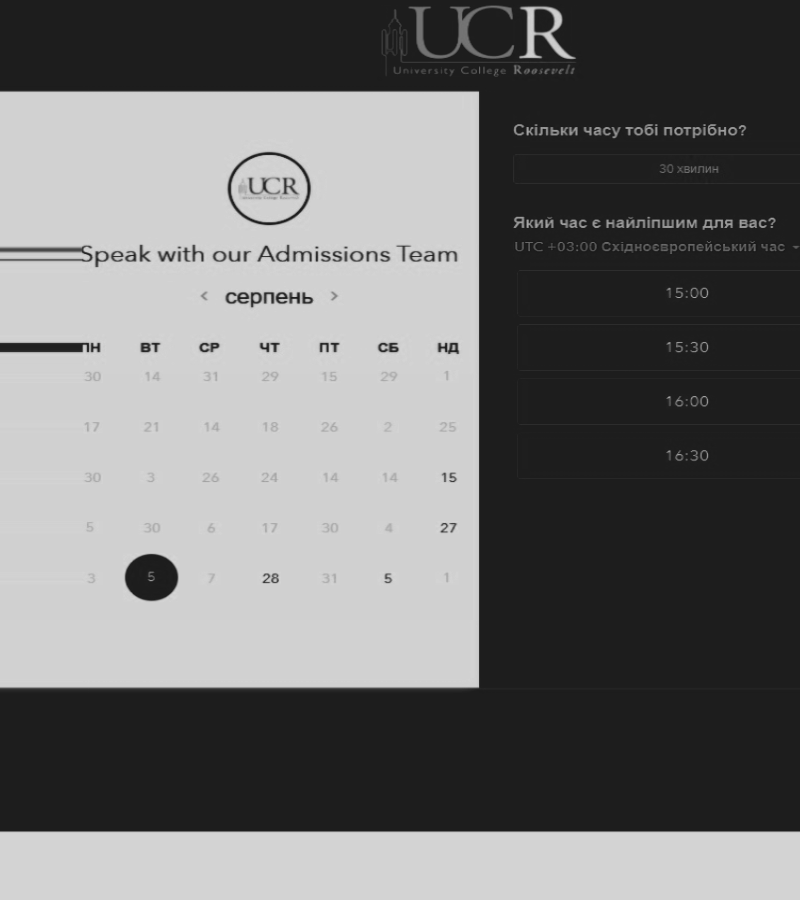 UCR
University College Roosevelt
UCR
Speak with our Admissions Team
< серпень >
ПН ВТ СР ЧТ ПТ СБ НД
30 14 31 29 15 29 1
17 21 14 18 26 2 25
30 3 26 24 14 14 15
5 30 6 17 30 4 27
3 5 7 28 31 5 1
Скільки часу тобі потрібно?
30 хвилин
Який час є найліпшим для вас?
UTC +03:00 Східноєвропейський час
15:00
15:30
16:00
16:30